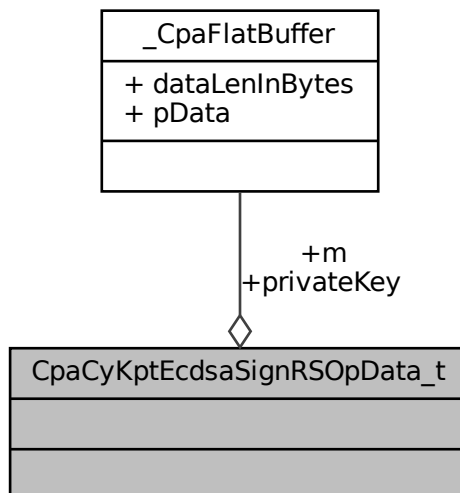 _CpaFlatBuffer
+ dataLenInBytes
+ pData
+m
+privateKey
CpaCyKptEcdsaSignRSOpData_t